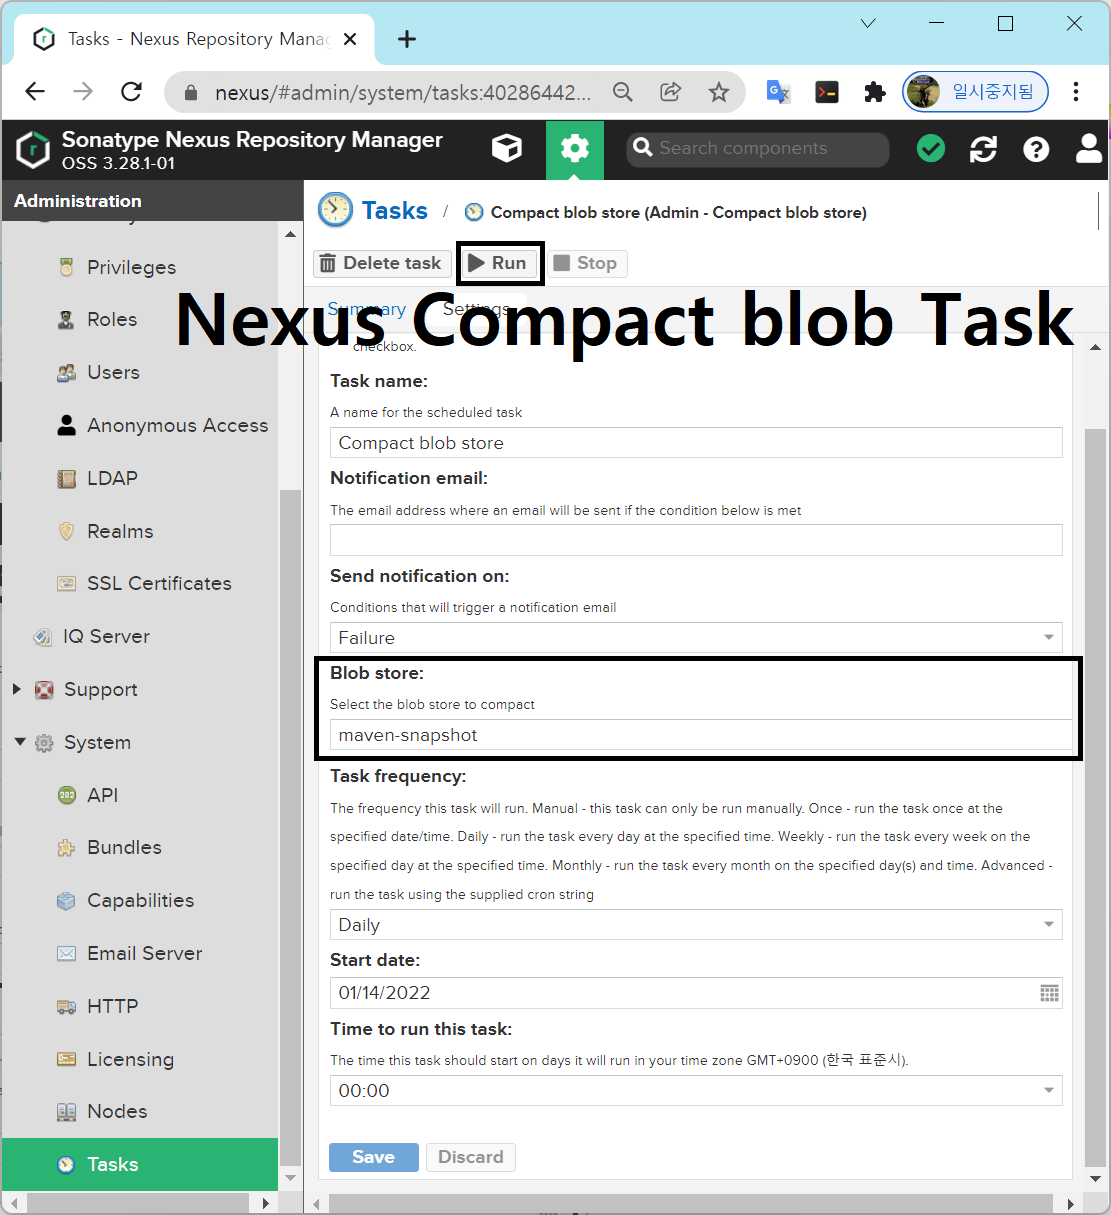 Tasks - Nexus Repository Mana
nexus/#admin/system/tasks:40286442...
일시중지됨
Sonatype Nexus Repository Manager
OSS 3.28.1-01
Search components
Administration
Privileges
Roles
Users
Anonymous Access
LDAP
Realms
SSL Certificates
IQ Server
Support
System
API
Bundles
Capabilities
Email Server
HTTP
Licensing
Nodes
Tasks
Tasks / Compact blob store (Admin - Compact blob store)
Delete task Run Stop
Summary Settings
Nexus Compact blob Task
checkbox.
Task name:
A name for the scheduled task
Compact blob store
Notification email:
The email address where an email will be sent if the condition below is met
Send notification on:
Conditions that will trigger a notification email
Failure
Blob store:
Select the blob store to compact
maven-snapshot
Task frequency:
The frequency this task will run. Manual - this task can only be run manually. Once - run the task once at the
specified date/time. Daily - run the task every day at the specified time. Weekly - run the task every week on the
specified day at the specified time. Monthly - run the task every month on the specified day(s) and time. Advanced -
run the task using the supplied cron string
Daily
Start date:
01/14/2022
Time to run this task:
The time this task should start on days it will run in your time zone GMT+0900 (한국 표준시).
00:00
Save Discard